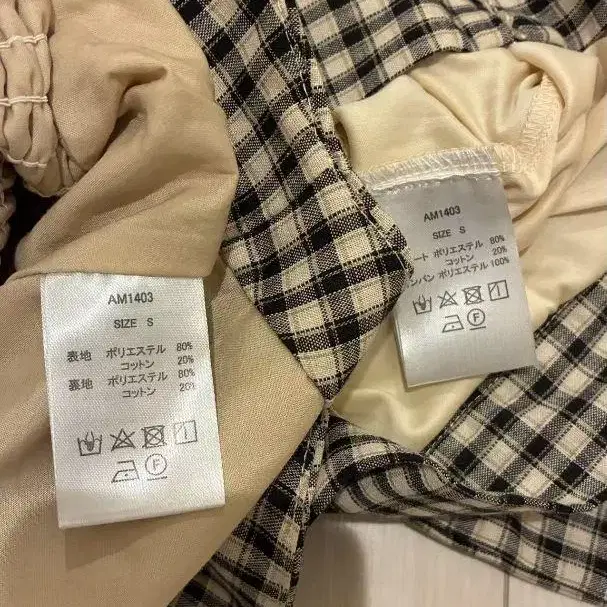 AM1403
SIZE S
表地 ポリエステル 80%
コットン 20%
裏地 ポリエステル 80%
コットン 20%
F
AM1403
SIZE S
ート ポリエステル 80%
コットン 20%
パン ポリエステル 100%
F